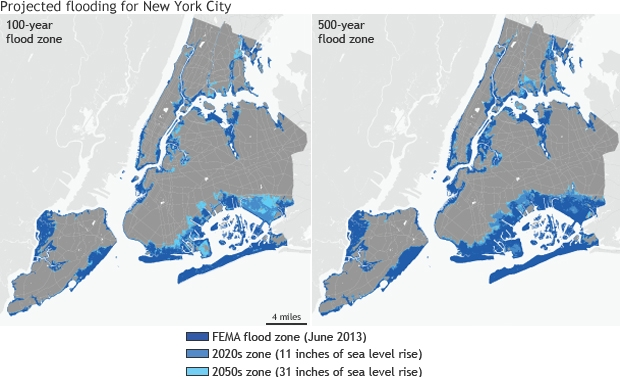 Projected flooding for New York City
100-year
flood zone
500-year
flood zone
4 miles
FEMA flood zone (June 2013)
2020s zone (11 inches of sea level rise)
2050s zone (31 inches of sea level rise)